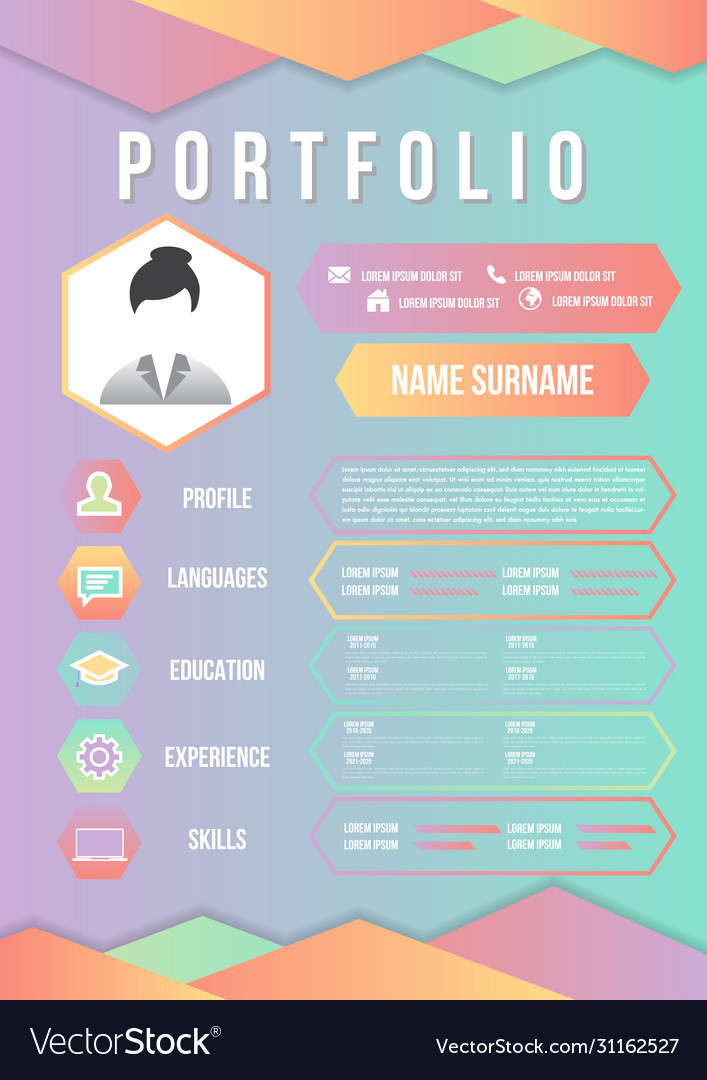 PORTFOLIO
LOREM IPSUM DOLOR SIT LOREM IPSUM DOLOR SIT
LOREM IPSUM DOLOR SIT LOREM IPSUM DOLOR SIT
NAME SURNAME
PROFILE
Lorem ipsum dolor sit amet, consectetuer adipiscing elit, sed diam nonummy nibh euismod tincidunt ut laoreet
dolore magna aliquam erat volutpat. Ut wisi enim ad minim veniam, quis nostrud exerci tation ullamcorper
suscipit lobortis nisl ut aliquip ex ea commodo consequat. Duis autem vel eum iriure dolor in hendrerit in vulput-
ate velit esse molestie consequat, vel illum dolore eu feugiat nulla facilisis at vero eros et accumsan et iusto
odio dignissim qui blandit praesent luptatum zzril delenit augue duis dolore te feugait nulla facilisi.Lor-
em ipsum dolor sit amet, cons ectetuer adipiscing elit, sed diam nonummy nibh euismod
LANGUAGES
LOREM IPSUM LOREM IPSUM
LOREM IPSUM LOREM IPSUM
EDUCATION
LOREM IPSUM LOREM IPSUM
2011-2015 2011-2015
LOREM IPSUM LOREM IPSUM
2011-2015 2011-2015
EXPERIENCE
LOREM IPSUM LOREM IPSUM
2018-2020 2018-2020
LOREM IPSUM LOREM IPSUM
2021-2025 2021-2025
SKILLS
LOREM IPSUM LOREM IPSUM
LOREM IPSUM LOREM IPSUM
VectorStock® VectorStock.com/31162527